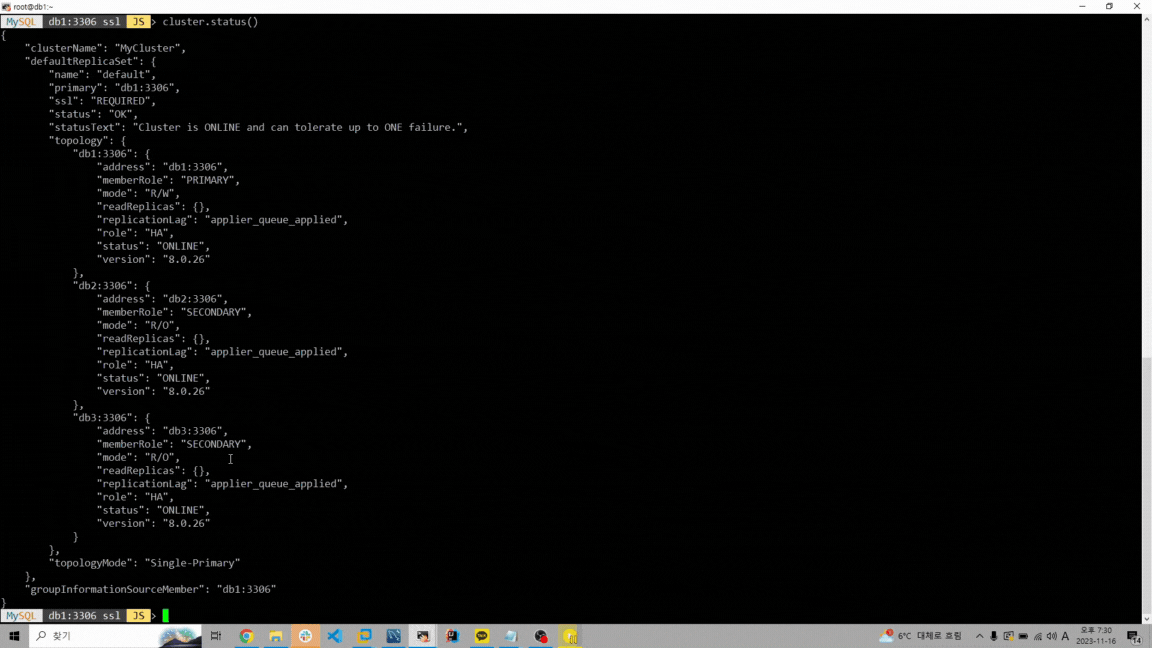 root@db1:~
MySQL db1:3306 ssl JS > cluster.status()
{
    "clusterName": "MyCluster",
    "defaultReplicaSet": {
        "name": "default",
        "primary": "db1:3306",
        "ssl": "REQUIRED",
        "status": "OK",
        "statusText": "Cluster is ONLINE and can tolerate up to ONE failure.",
        "topology": {
            "db1:3306": {
                "address": "db1:3306",
                "memberRole": "PRIMARY",
                "mode": "R/W",
                "readReplicas": {},
                "replicationLag": "applier_queue_applied",
                "role": "HA",
                "status": "ONLINE",
                "version": "8.0.26"
            },
            "db2:3306": {
                "address": "db2:3306",
                "memberRole": "SECONDARY",
                "mode": "R/O",
                "readReplicas": {},
                "replicationLag": "applier_queue_applied",
                "role": "HA",
                "status": "ONLINE",
                "version": "8.0.26"
            },
            "db3:3306": {
                "address": "db3:3306",
                "memberRole": "SECONDARY",
                "mode": "R/O",
                "readReplicas": {},
                "replicationLag": "applier_queue_applied",
                "role": "HA",
                "status": "ONLINE",
                "version": "8.0.26"
            }
        },
        "topologyMode": "Single-Primary"
    },
    "groupInformationSourceMember": "db1:3306"
}
MySQL db1:3306 ssl JS >
찾기
6°C 대체로 흐림
A
오후 7:30
2023-11-16
14